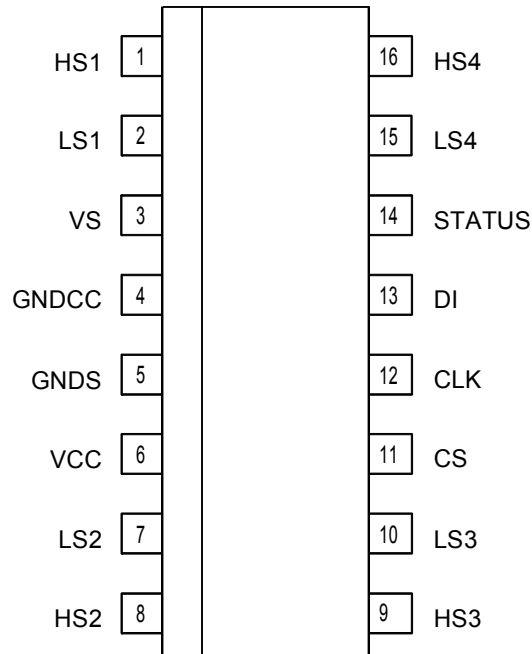 HS1 1 16 HS4
LS1 2 15 LS4
VS 3 14 STATUS
GNDCC 4 13 DI
GNDS 5 12 CLK
VCC 6 11 CS
LS2 7 10 LS3
HS2 8 9 HS3